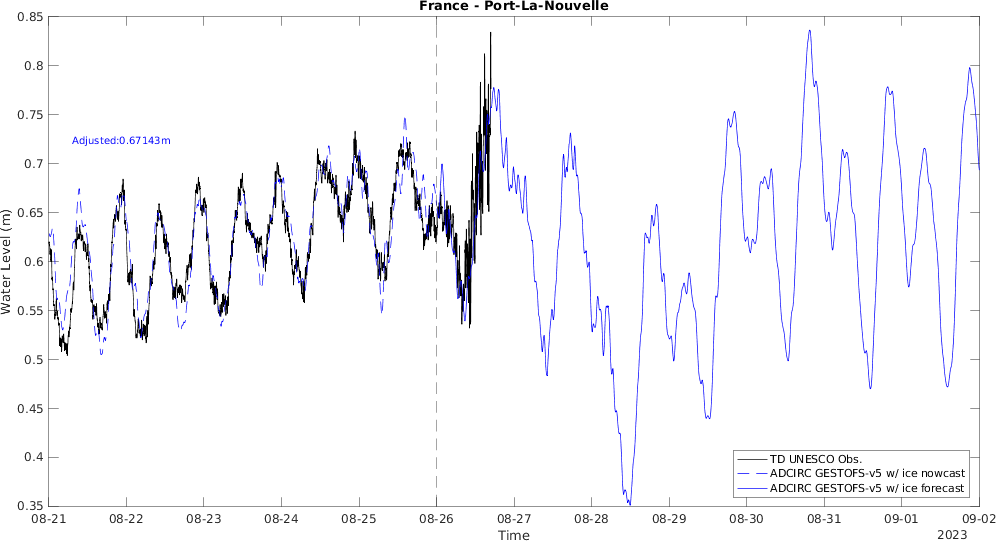 France - Port-La-Nouvelle
0.85
0.8
0.75
0.7
0.65
0.6
0.55
0.5
0.45
0.4
0.35
Water Level (m)
Adjusted:0.67143m
TD UNESCO Obs.
ADCIRC GESTOFS-v5 w/ ice nowcast
ADCIRC GESTOFS-v5 w/ ice forecast
08-21 08-22 08-23 08-24 08-25 08-26 08-27 08-28 08-29 08-30 08-31 09-01 09-02
Time
2023